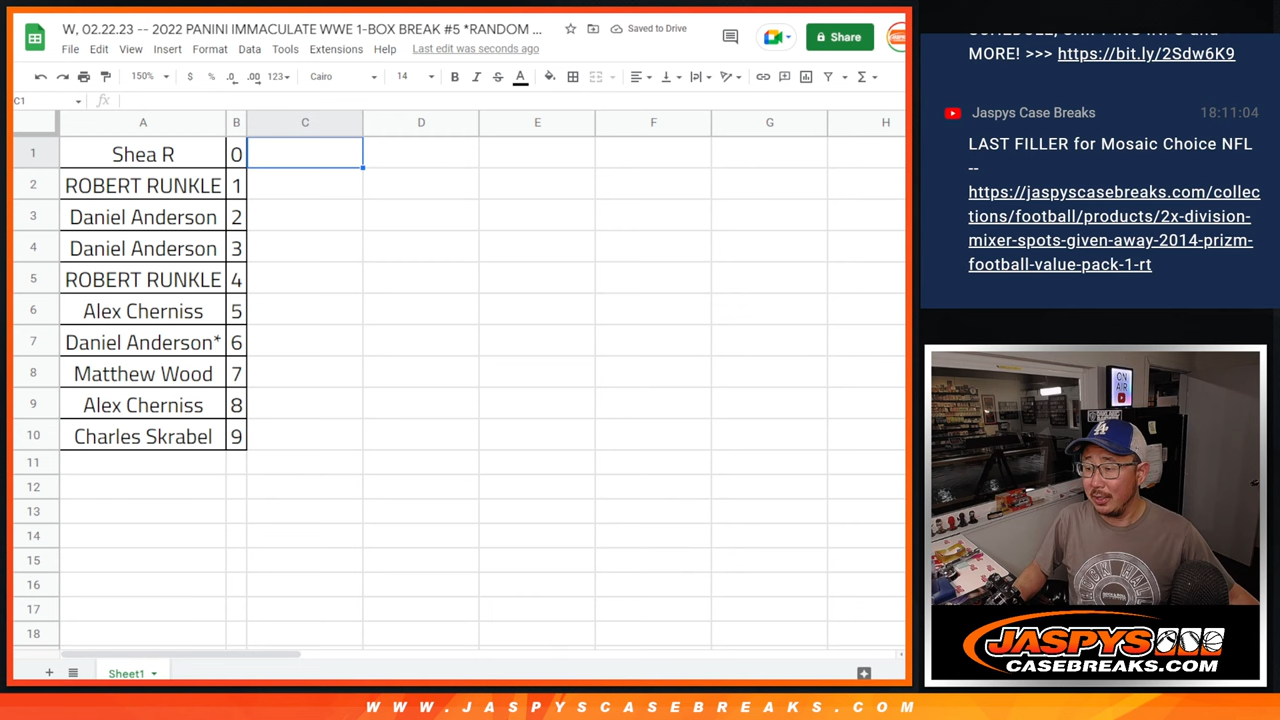 W, 02.22.23 -- 2022 PANINI IMMACULATE WWE 1-BOX BREAK #5 *RANDOM ...
Saved to Drive
Share
File Edit View Insert Format Data Tools Extensions Help Last edit was seconds ago
150% $ % .0 .00 123 Cairo 14 B I S A
C1 fx
A B C D E F G H
1 Shea R 0
2 ROBERT RUNKLE 1
3 Daniel Anderson 2
4 Daniel Anderson 3
5 ROBERT RUNKLE 4
6 Alex Cherniss 5
7 Daniel Anderson* 6
8 Matthew Wood 7
9 Alex Cherniss 8
10 Charles Skrabel 9
11
12
13
14
15
16
17
18
+ Sheet1
MORE! >>> https://bit.ly/2Sdw6K9
Jaspys Case Breaks 18:11:04
LAST FILLER for Mosaic Choice NFL
--
https://jaspyscasebreaks.com/collec
tions/football/products/2x-division-
mixer-spots-given-away-2014-prizm-
football-value-pack-1-rt
ON
AIR
JASPYS
CASEBREAKS.COM
WWW.JASPYSCASEBREAKS.COM